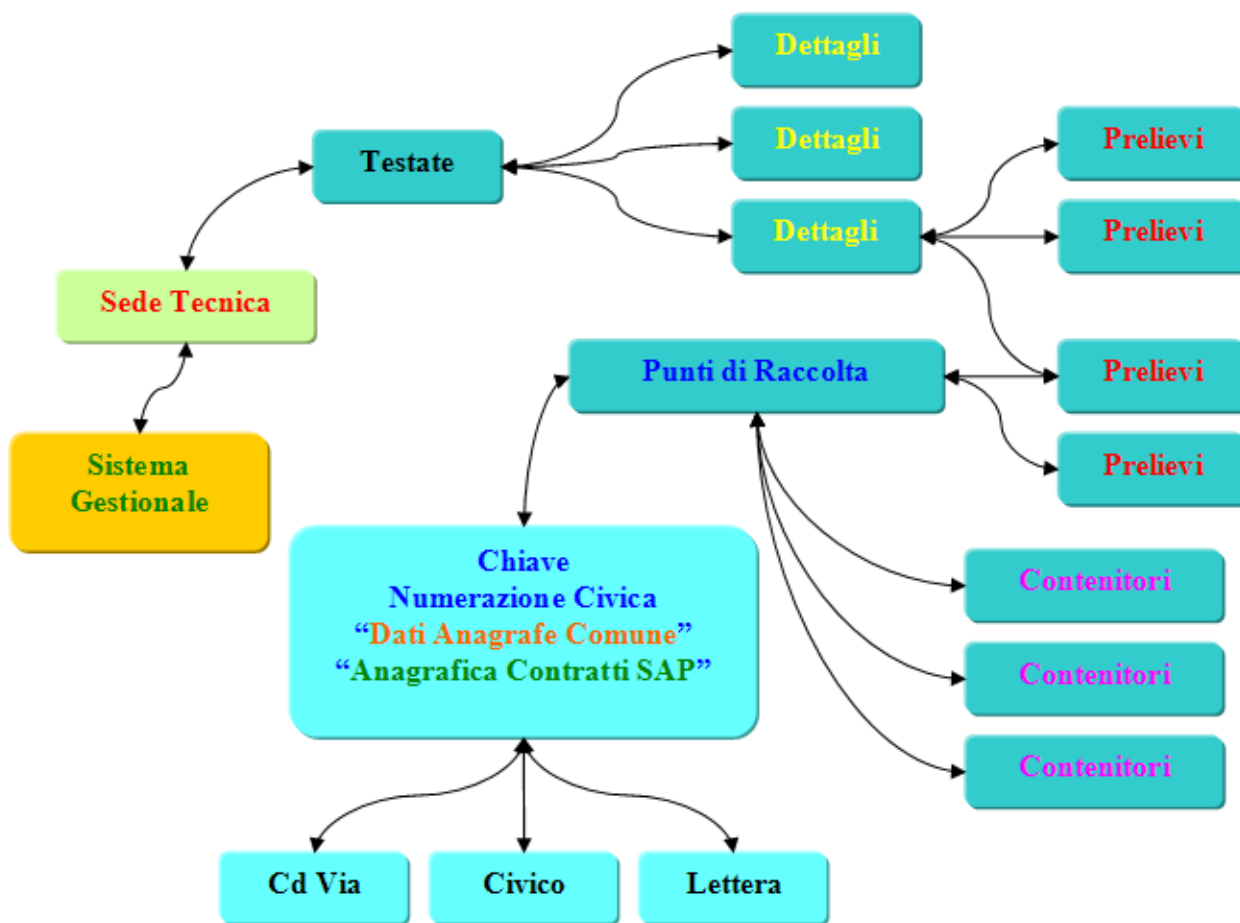 Dettagli
Dettagli
Prelievi
Testate
Dettagli
Prelievi
Sede Tecnica
Punti di Raccolta
Prelievi
Sistema
Gestionale
Prelievi
Chiave
Numerazione Civica
“Dati Anagrafe Comune”
“Anagrafica Contratti SAP”
Contenitori
Contenitori
Contenitori
Cd Via
Civico
Lettera